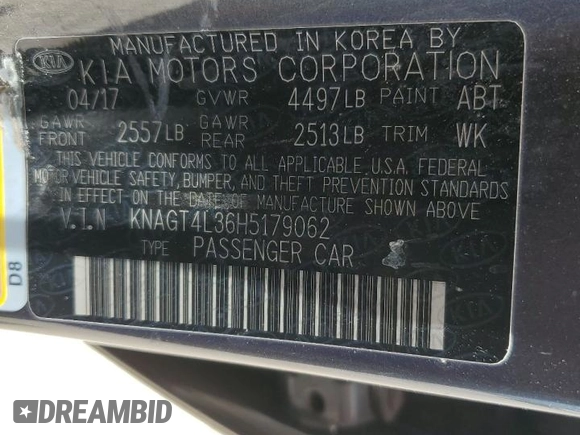 MANUFACTURED IN KOREA BY
KIA KIA MOTORS CORPORATION
04/17 GVWR 4497LB PAINT ABT
GAWR FRONT 2557LB GAWR REAR 2513LB TRIM WK
THIS VEHICLE CONFORMS TO ALL APPLICABLE U.S.A. FEDERAL
MOTOR VEHICLE SAFETY, BUMPER, AND THEFT PREVENTION STANDARDS
IN EFFECT ON THE DATE OF MANUFACTURE SHOWN ABOVE.
V.I.N KNAGT4L36H5179062
TYPE PASSENGER CAR
D8
DREAMBID